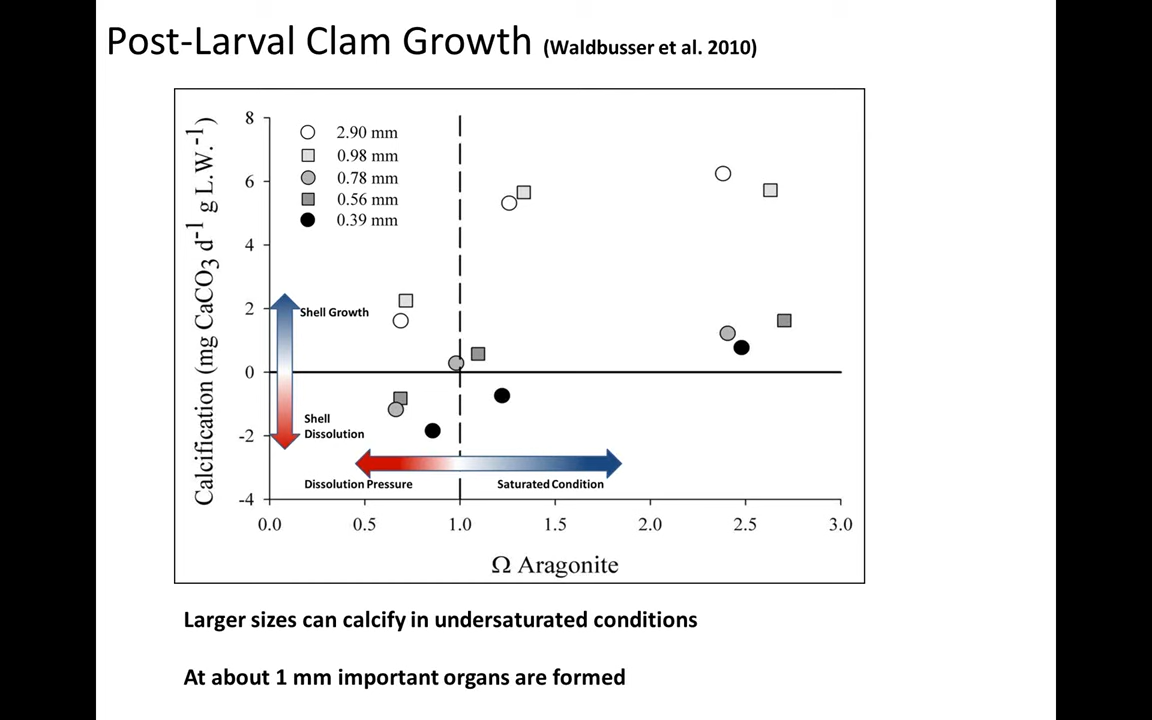 Post-Larval Clam Growth (Waldbusser et al. 2010)
Calcification (mg CaCO3 d-1 g L.W.-1)
8
6
4
2
0
-2
-4
2.90 mm
0.98 mm
0.78 mm
0.56 mm
0.39 mm
Shell Growth
Shell
Dissolution
Dissolution Pressure
Saturated Condition
0.0 0.5 1.0 1.5 2.0 2.5 3.0
Ω Aragonite
Larger sizes can calcify in undersaturated conditions
At about 1 mm important organs are formed